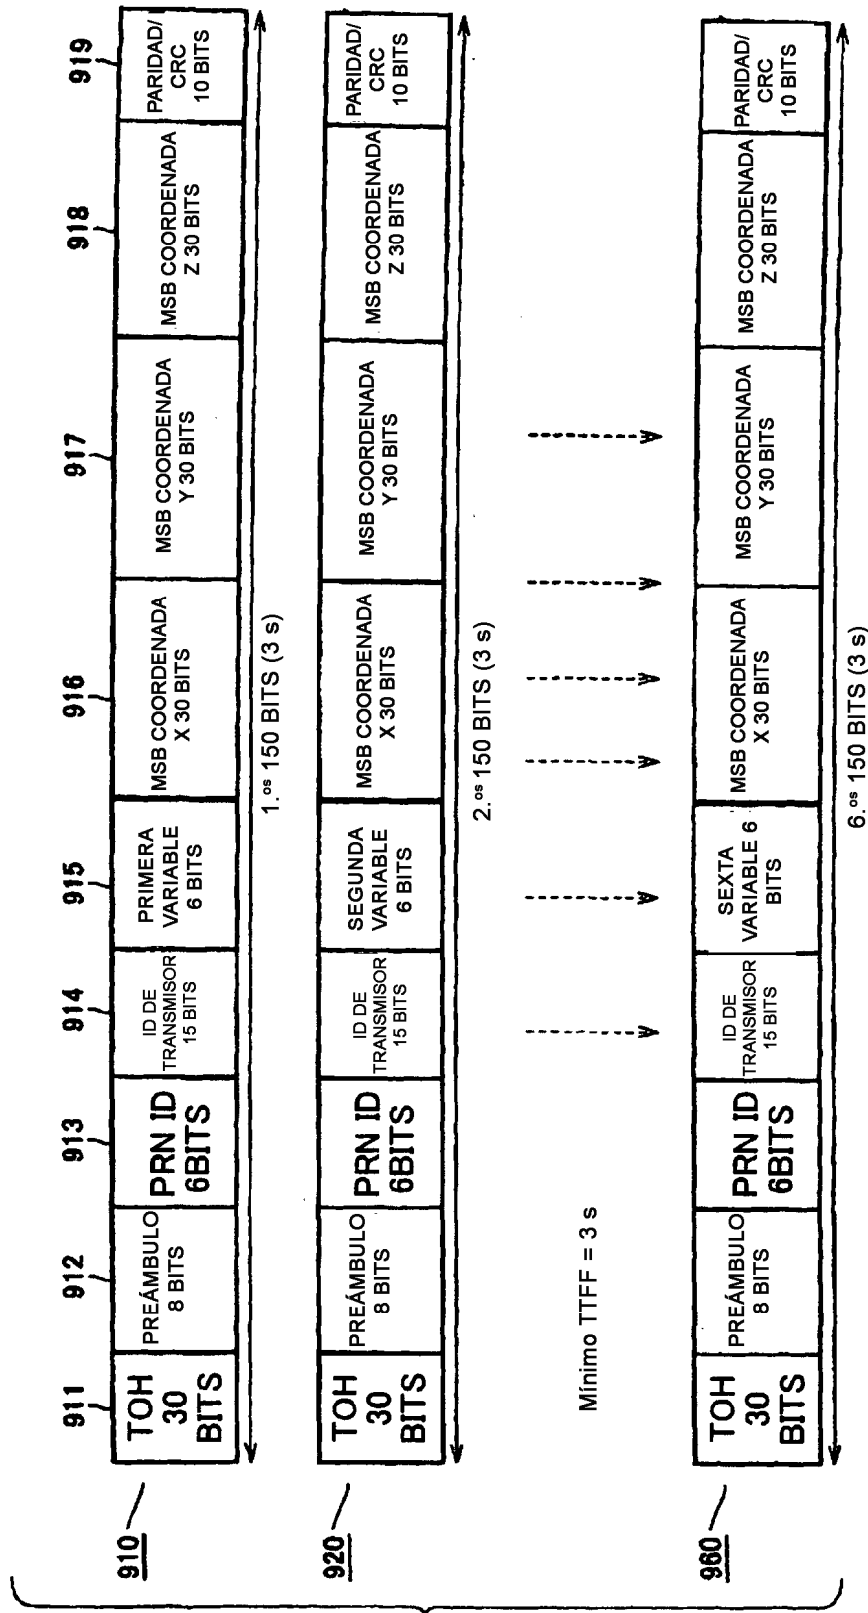 911
912
913
914
915
916
917
918
919
910
TOH
30
BITS
PREÁMBULO
8 BITS
PRN ID
6BITS
ID DE
TRANSMISOR
15 BITS
PRIMERA
VARIABLE
6 BITS
MSB COORDENADA
X 30 BITS
MSB COORDENADA
Y 30 BITS
MSB COORDENADA
Z 30 BITS
PARIDAD/
CRC
10 BITS
1.ᵒˢ 150 BITS (3 s)
920
TOH
30
BITS
PREÁMBULO
8 BITS
PRN ID
6BITS
ID DE
TRANSMISOR
15 BITS
SEGUNDA
VARIABLE
6 BITS
MSB COORDENADA
X 30 BITS
MSB COORDENADA
Y 30 BITS
MSB COORDENADA
Z 30 BITS
PARIDAD/
CRC
10 BITS
2.ᵒˢ 150 BITS (3 s)
Mínimo TTFF = 3 s
960
TOH
30
BITS
PREÁMBULO
8 BITS
PRN ID
6BITS
ID DE
TRANSMISOR
15 BITS
SEXTA
VARIABLE 6
BITS
MSB COORDENADA
X 30 BITS
MSB COORDENADA
Y 30 BITS
MSB COORDENADA
Z 30 BITS
PARIDAD/
CRC
10 BITS
6.ᵒˢ 150 BITS (3 s)